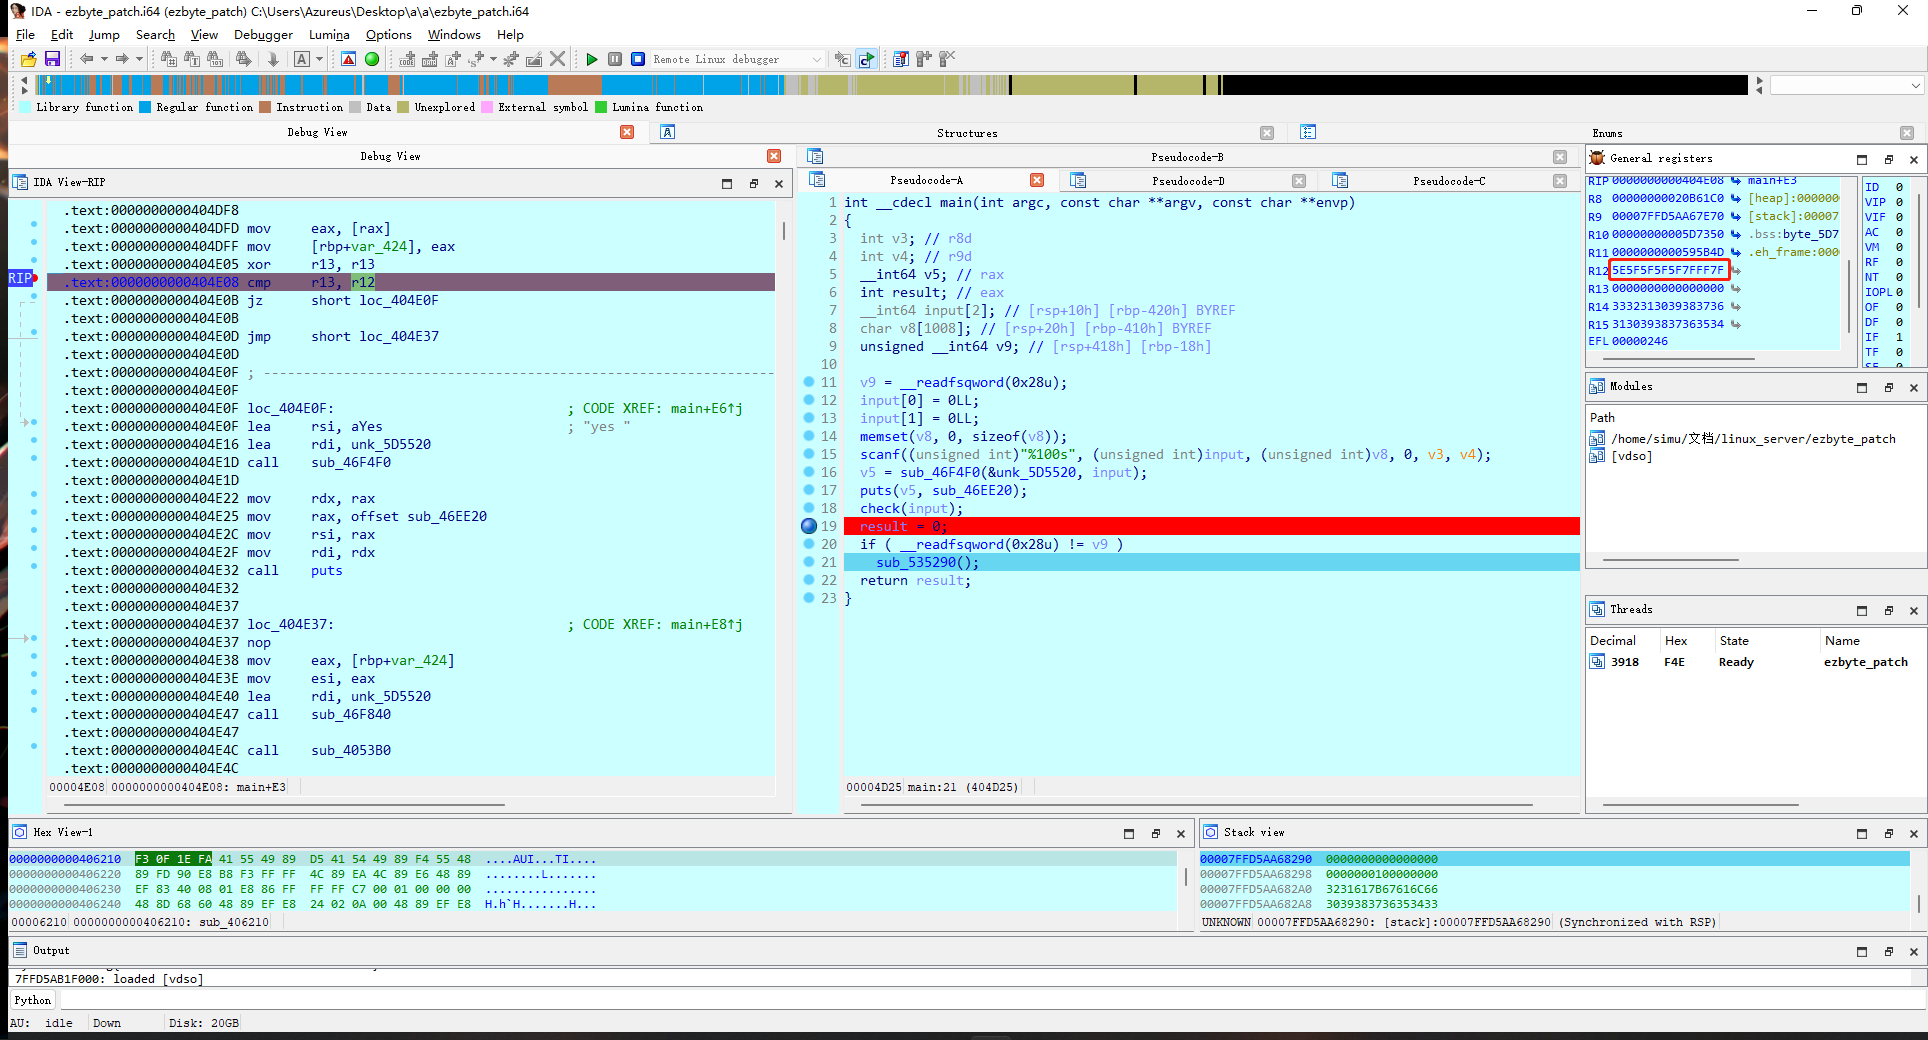 IDA - ezbyte_patch.i64 (ezbyte_patch) C:\Users\Azureus\Desktop\a\a\ezbyte_patch.i64
File Edit Jump Search View Debugger Lumina Options Windows Help
Remote Linux debugger
Library function Regular function Instruction Data Unexplored External symbol Lumina function
Debug View
Structures
Enums
Debug View
IDA View-RIP
.text:0000000000404DF8
.text:0000000000404DFD mov eax, [rax]
.text:0000000000404DFF mov [rbp+var_424], eax
.text:0000000000404E05 xor r13, r13
RIP .text:0000000000404E08 cmp r13, r12
.text:0000000000404E0B jz short loc_404E0F
.text:0000000000404E0B
.text:0000000000404E0D jmp short loc_404E37
.text:0000000000404E0D
.text:0000000000404E0F ; ---------------------------------------------------------------
.text:0000000000404E0F
.text:0000000000404E0F loc_404E0F: ; CODE XREF: main+E6↑j
.text:0000000000404E0F lea rsi, aYes ; "yes "
.text:0000000000404E16 lea rdi, unk_5D5520
.text:0000000000404E1D call sub_46F4F0
.text:0000000000404E1D
.text:0000000000404E22 mov rdx, rax
.text:0000000000404E25 mov rax, offset sub_46EE20
.text:0000000000404E2C mov rsi, rax
.text:0000000000404E2F mov rdi, rdx
.text:0000000000404E32 call puts
.text:0000000000404E32
.text:0000000000404E37
.text:0000000000404E37 loc_404E37: ; CODE XREF: main+E8↑j
.text:0000000000404E37 nop
.text:0000000000404E38 mov eax, [rbp+var_424]
.text:0000000000404E3E mov esi, eax
.text:0000000000404E40 lea rdi, unk_5D5520
.text:0000000000404E47 call sub_46F840
.text:0000000000404E47
.text:0000000000404E4C call sub_4053B0
.text:0000000000404E4C
00004E08 0000000000404E08: main+E3
Pseudocode-B
Pseudocode-A
Pseudocode-D
Pseudocode-C
1 int __cdecl main(int argc, const char **argv, const char **envp)
2 {
3 int v3; // r8d
4 int v4; // r9d
5 __int64 v5; // rax
6 int result; // eax
7 __int64 input[2]; // [rsp+10h] [rbp-420h] BYREF
8 char v8[1008]; // [rsp+20h] [rbp-410h] BYREF
9 unsigned __int64 v9; // [rsp+418h] [rbp-18h]
10
11 v9 = __readfsqword(0x28u);
12 input[0] = 0LL;
13 input[1] = 0LL;
14 memset(v8, 0, sizeof(v8));
15 scanf((unsigned int)"%100s", (unsigned int)input, (unsigned int)v8, 0, v3, v4);
16 v5 = sub_46F4F0(&unk_5D5520, input);
17 puts(v5, sub_46EE20);
18 check(input);
19 result = 0;
20 if ( __readfsqword(0x28u) != v9 )
21 sub_535290();
22 return result;
23 }
00004D25 main:21 (404D25)
General registers
RIP 0000000000404E08 main+E3
R8 00000000020B61C0 [heap]:000000
R9 00007FFD5AA67E70 [stack]:00007
R10 00000000005D7350 .bss:byte_5D7
R11 0000000000595B4D .eh_frame:000
R12 5E5F5F5F5F7FFF7F
R13 0000000000000000
R14 3332313039383736
R15 3130393837363534
EFL 00000246
ID 0
VIP 0
VIF 0
AC 0
VM 0
RF 0
NT 0
IOPL 0
OF 0
DF 0
IF 1
TF 0
Modules
Path
/home/simu/文档/linux_server/ezbyte_patch
[vdso]
Threads
Decimal Hex State Name
3918 F4E Ready ezbyte_patch
Hex View-1
0000000000406210 F3 0F 1E FA 41 55 49 89 D5 41 54 49 89 F4 55 48 ....AUI...TI....
0000000000406220 89 FD 90 E8 B8 F3 FF FF 4C 89 EA 4C 89 E6 48 89 ........L.......
0000000000406230 EF 83 40 08 01 E8 86 FF FF FF C7 00 01 00 00 00 ................
0000000000406240 48 8D 68 60 48 89 EF E8 24 02 0A 00 48 89 EF E8 H.h`H.......H...
00006210 0000000000406210: sub_406210
Stack view
00007FFD5AA68290 0000000000000000
00007FFD5AA68298 0000000100000000
00007FFD5AA682A0 3231617B67616C66
00007FFD5AA682A8 3039383736353433
UNKNOWN 00007FFD5AA68290: [stack]:00007FFD5AA68290 (Synchronized with RSP)
Output
7FFD5AB1F000: loaded [vdso]
Python
AU: idle Down Disk: 20GB